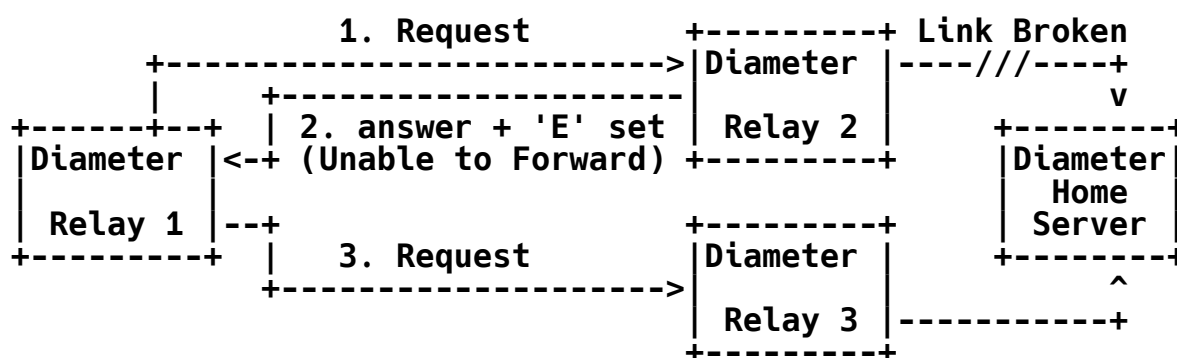 1. Request
Link Broken
Diameter
2. answer + 'E' set
(Unable to Forward)
Relay 2
Diameter
Relay 1
Diameter
Home
Server
3. Request
Diameter
Relay 3